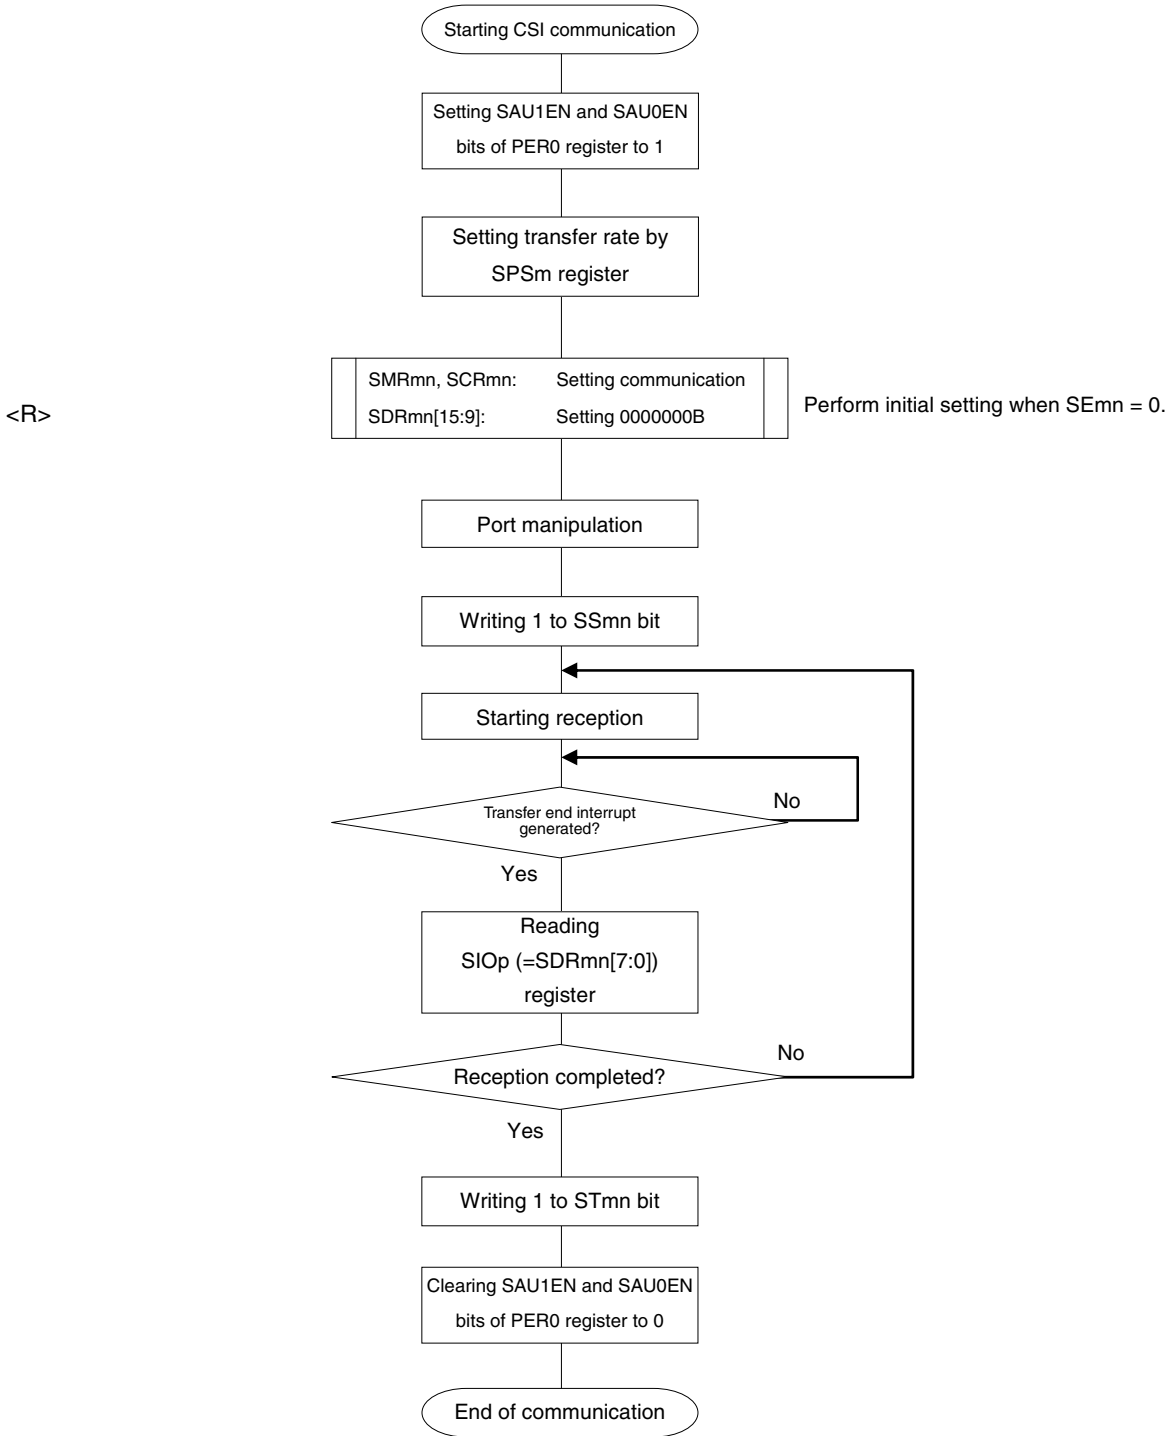 Starting CSI communication
Setting SAU1EN and SAU0EN
bits of PER0 register to 1
Setting transfer rate by
SPSm register
<R>
SMRmn, SCRmn: Setting communication
SDRmn[15:9]: Setting 0000000B
Perform initial setting when SEmn = 0.
Port manipulation
Writing 1 to SSmn bit
Starting reception
Transfer end interrupt
generated?
No
Yes
Reading
SIOp (=SDRmn[7:0])
register
Reception completed?
No
Yes
Writing 1 to STmn bit
Clearing SAU1EN and SAU0EN
bits of PER0 register to 0
End of communication